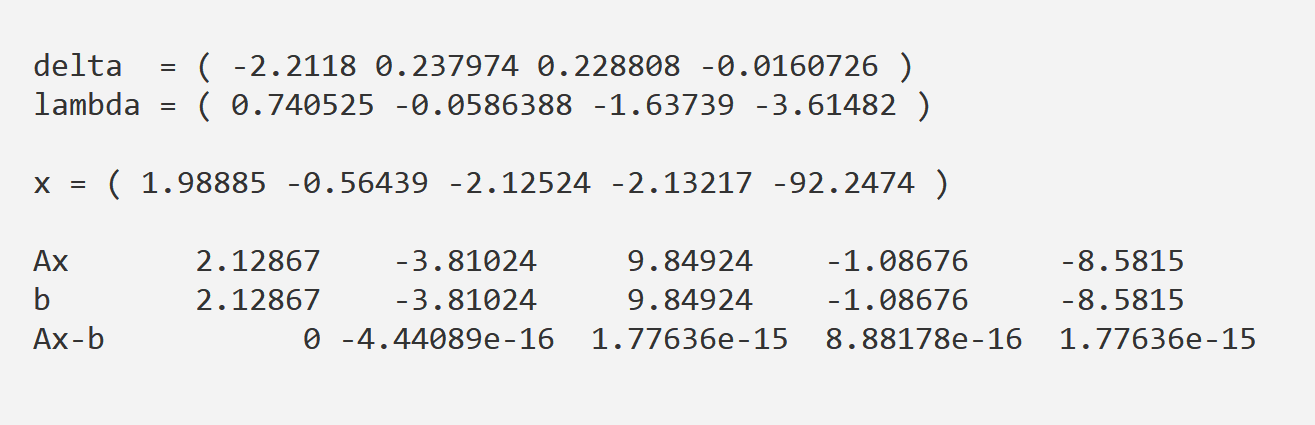 delta  = ( -2.2118 0.237974 0.228808 -0.0160726 )
lambda = ( 0.740525 -0.0586388 -1.63739 -3.61482 )
x = ( 1.98885 -0.56439 -2.12524 -2.13217 -92.2474 )
Ax       2.12867    -3.81024     9.84924    -1.08676     -8.5815
b        2.12867    -3.81024     9.84924    -1.08676     -8.5815
Ax-b           0 -4.44089e-16  1.77636e-15  8.88178e-16  1.77636e-15